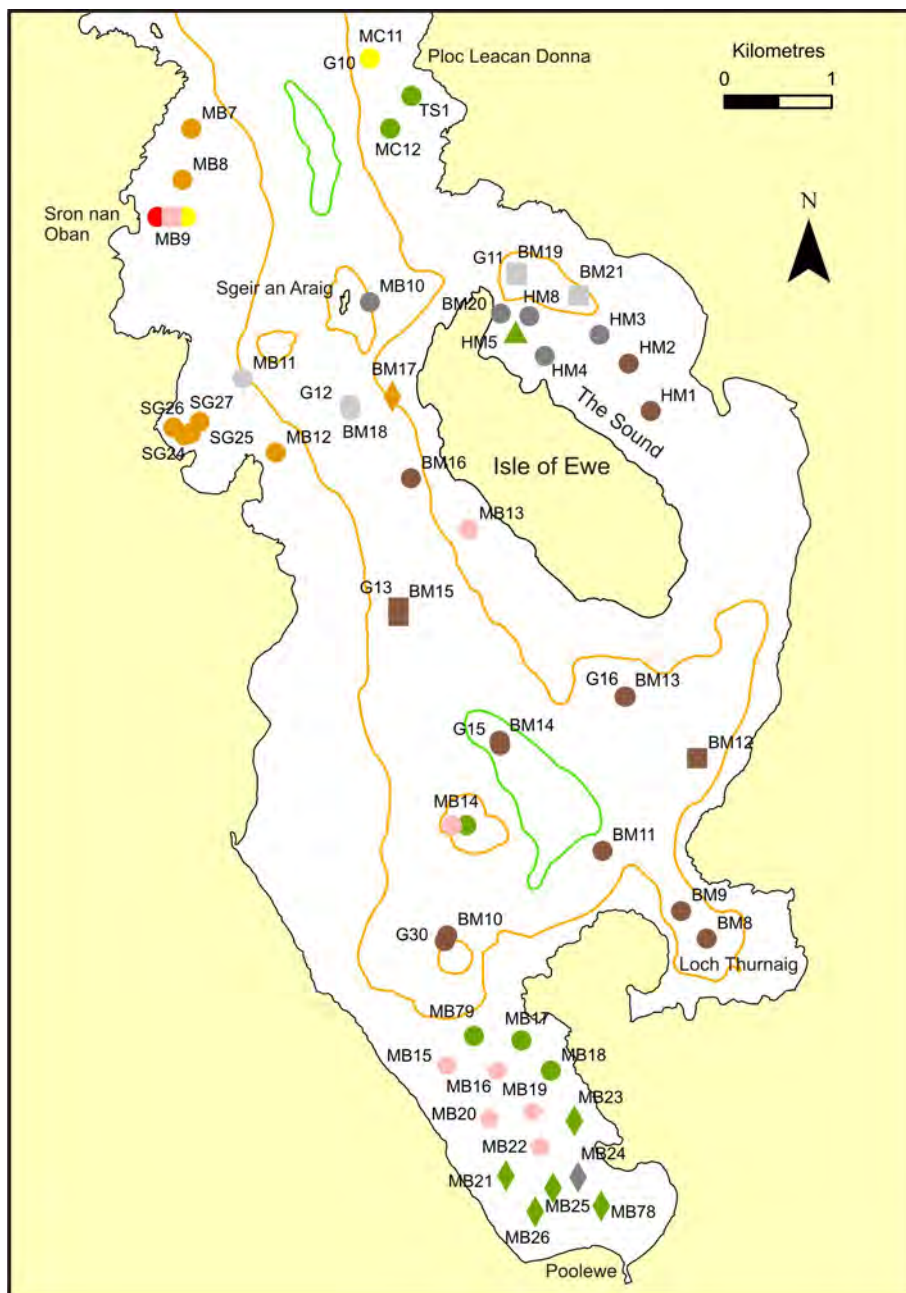 MC11
Ploc Leacan Donna
Kilometres
G10
0 1
MB7
TS1
MC12
MB8
N
Sron nan
Oban
MB9
G11 BM19
BM21
Sgeir an Araig
MB10
BM20
HM8
HM3
HM5
HM2
HM4
MB11
BM17
HM1
G12
The Sound
SG26
SG27
BM18
SG25
MB12
SG24
BM16
Isle of Ewe
MB13
G13
BM15
G16
BM13
G15
BM14
BM12
MB14
BM11
BM9
BM10
G30
BM8
Loch Thurnaig
MB79
MB17
MB15
MB18
MB16
MB19
MB23
MB20
MB22
MB24
MB21
MB25
MB78
MB26
Poolewe